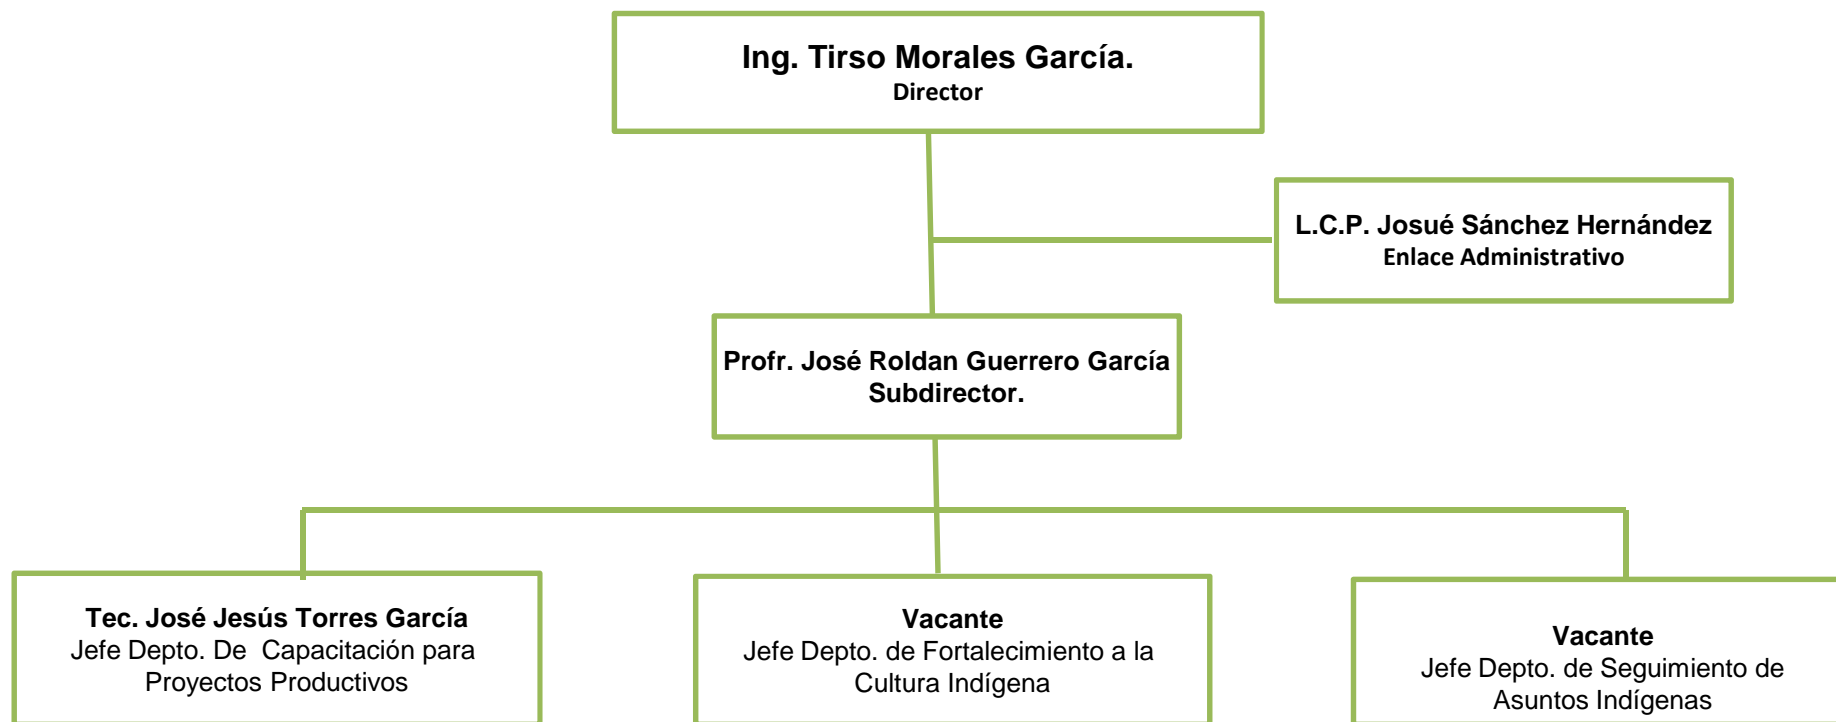 Ing. Tirso Morales García.
Director
L.C.P. Josué Sánchez Hernández
Enlace Administrativo
Profr. José Roldan Guerrero García
Subdirector.
Tec. José Jesús Torres García
Jefe Depto. De  Capacitación para
Proyectos Productivos
Vacante
Jefe Depto. de Fortalecimiento a la
Cultura Indígena
Vacante
Jefe Depto. de Seguimiento de
Asuntos Indígenas